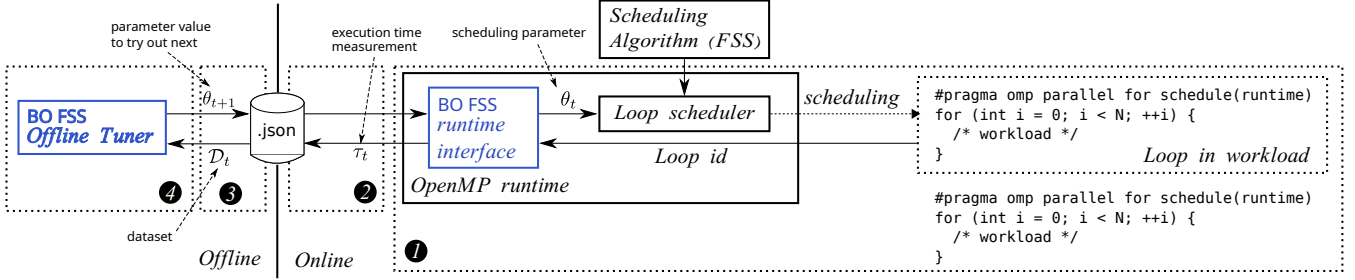 parameter value
to try out next
execution time
measurement
scheduling parameter
Scheduling
Algorithm (FSS)
θt+1
.json
BO FSS
Offline Tuner
Dt
τt
BO FSS
runtime
interface
θt
Loop scheduler
scheduling
Loop id
OpenMP runtime
#pragma omp parallel for schedule(runtime)
for (int i = 0; i < N; ++i) {
/* workload */
}
Loop in workload
#pragma omp parallel for schedule(runtime)
for (int i = 0; i < N; ++i) {
/* workload */
}
4
3
2
1
dataset
Offline
Online